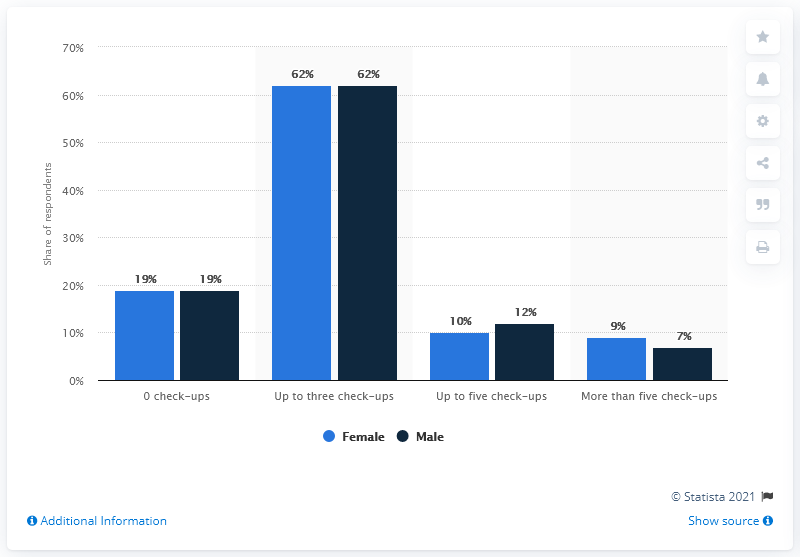 70%
60%
50%
40%
30%
20%
10%
0%
Share of respondents
19% 19%
62% 62%
10% 12%
9% 7%
0 check-ups
Up to three check-ups
Up to five check-ups
More than five check-ups
Female Male
© Statista 2021
Additional Information
Show source